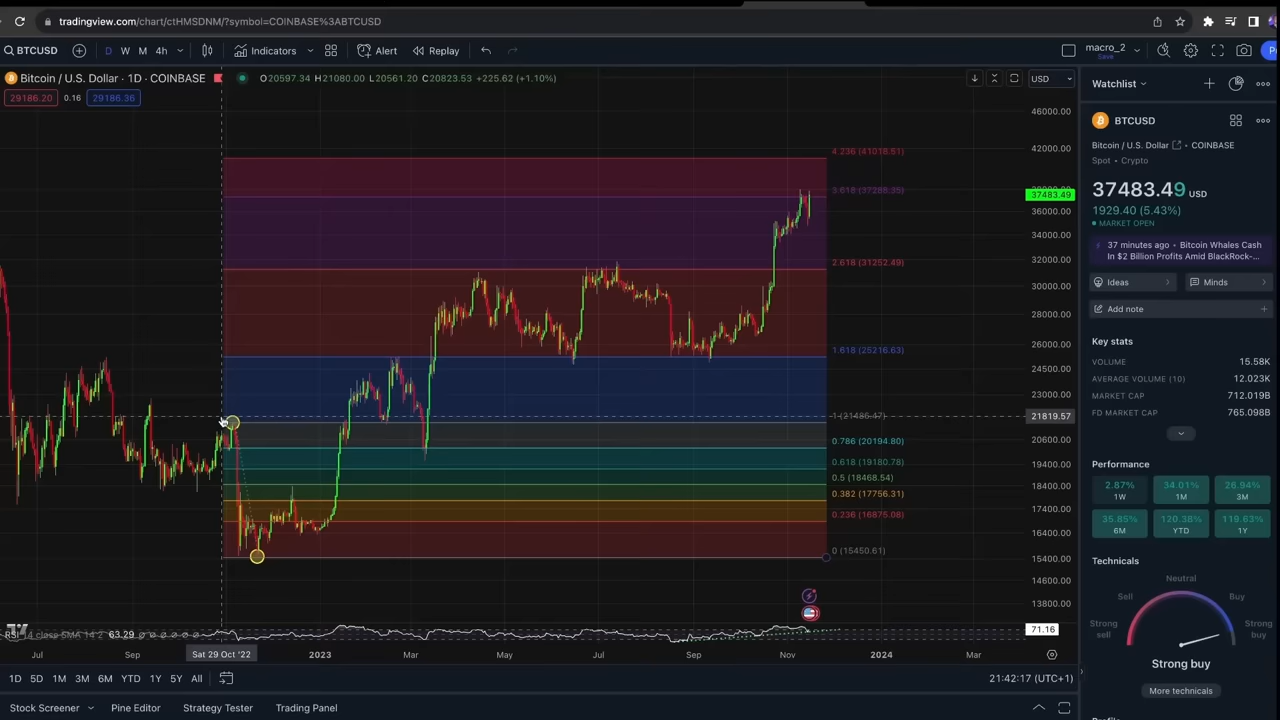 tradingview.com/chart/ctHMSDNM/?symbol=COINBASE%3ABTCUSD
BTCUSD D W M 4h Indicators Alert Replay macro_2 Save
Bitcoin / U.S. Dollar · 1D · COINBASE O20597.34 H21080.00 L20561.20 C20823.53 +225.62 (+1.10%) USD
29186.20 0.16 29186.36
46000.00
42000.00
37483.49
36000.00
34000.00
32000.00
30000.00
28000.00
26000.00
24500.00
23000.00
21819.57
20600.00
19400.00
18400.00
17400.00
16400.00
15400.00
14600.00
13800.00
4.236 (41018.51)
3.618 (37288.35)
2.618 (31252.49)
1.618 (25216.63)
1 (21486.47)
0.786 (20194.80)
0.618 (19180.78)
0.5 (18468.54)
0.382 (17756.31)
0.236 (16875.08)
0 (15450.61)
RSI 14 close SMA 14 2 63.29
71.16
Jul Sep Sat 29 Oct '22 2023 Mar May Jul Sep Nov 2024 Mar
1D 5D 1M 3M 6M YTD 1Y 5Y All 21:42:17 (UTC+1)
Stock Screener Pine Editor Strategy Tester Trading Panel
Watchlist
BTCUSD
Bitcoin / U.S. Dollar · COINBASE
Spot · Crypto
37483.49 USD
1929.40 (5.43%)
MARKET OPEN
37 minutes ago · Bitcoin Whales Cash
In $2 Billion Profits Amid BlackRock-...
Ideas Minds
Add note
Key stats
VOLUME 15.58K
AVERAGE VOLUME (10) 12.023K
MARKET CAP 712.019B
FD MARKET CAP 765.098B
Performance
2.87% 34.01% 26.94%
1W 1M 3M
35.85% 120.38% 119.63%
6M YTD 1Y
Technicals
Neutral
Sell Buy
Strong sell Strong buy
Strong buy
More technicals